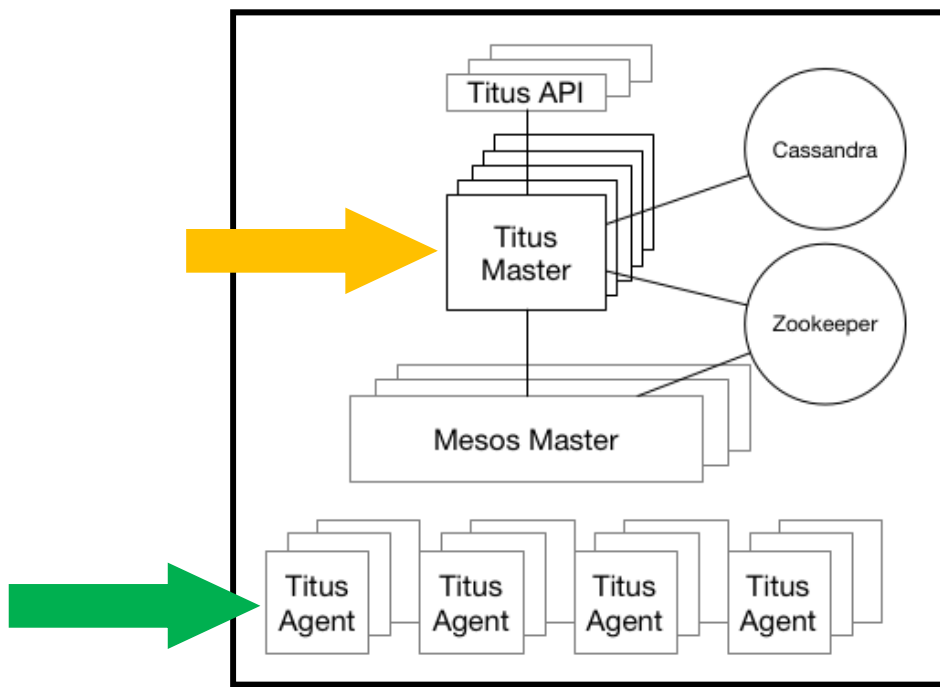 Titus API
Cassandra
Titus
Master
Zookeeper
Mesos Master
Titus
Agent
Titus
Agent
Titus
Agent
Titus
Agent